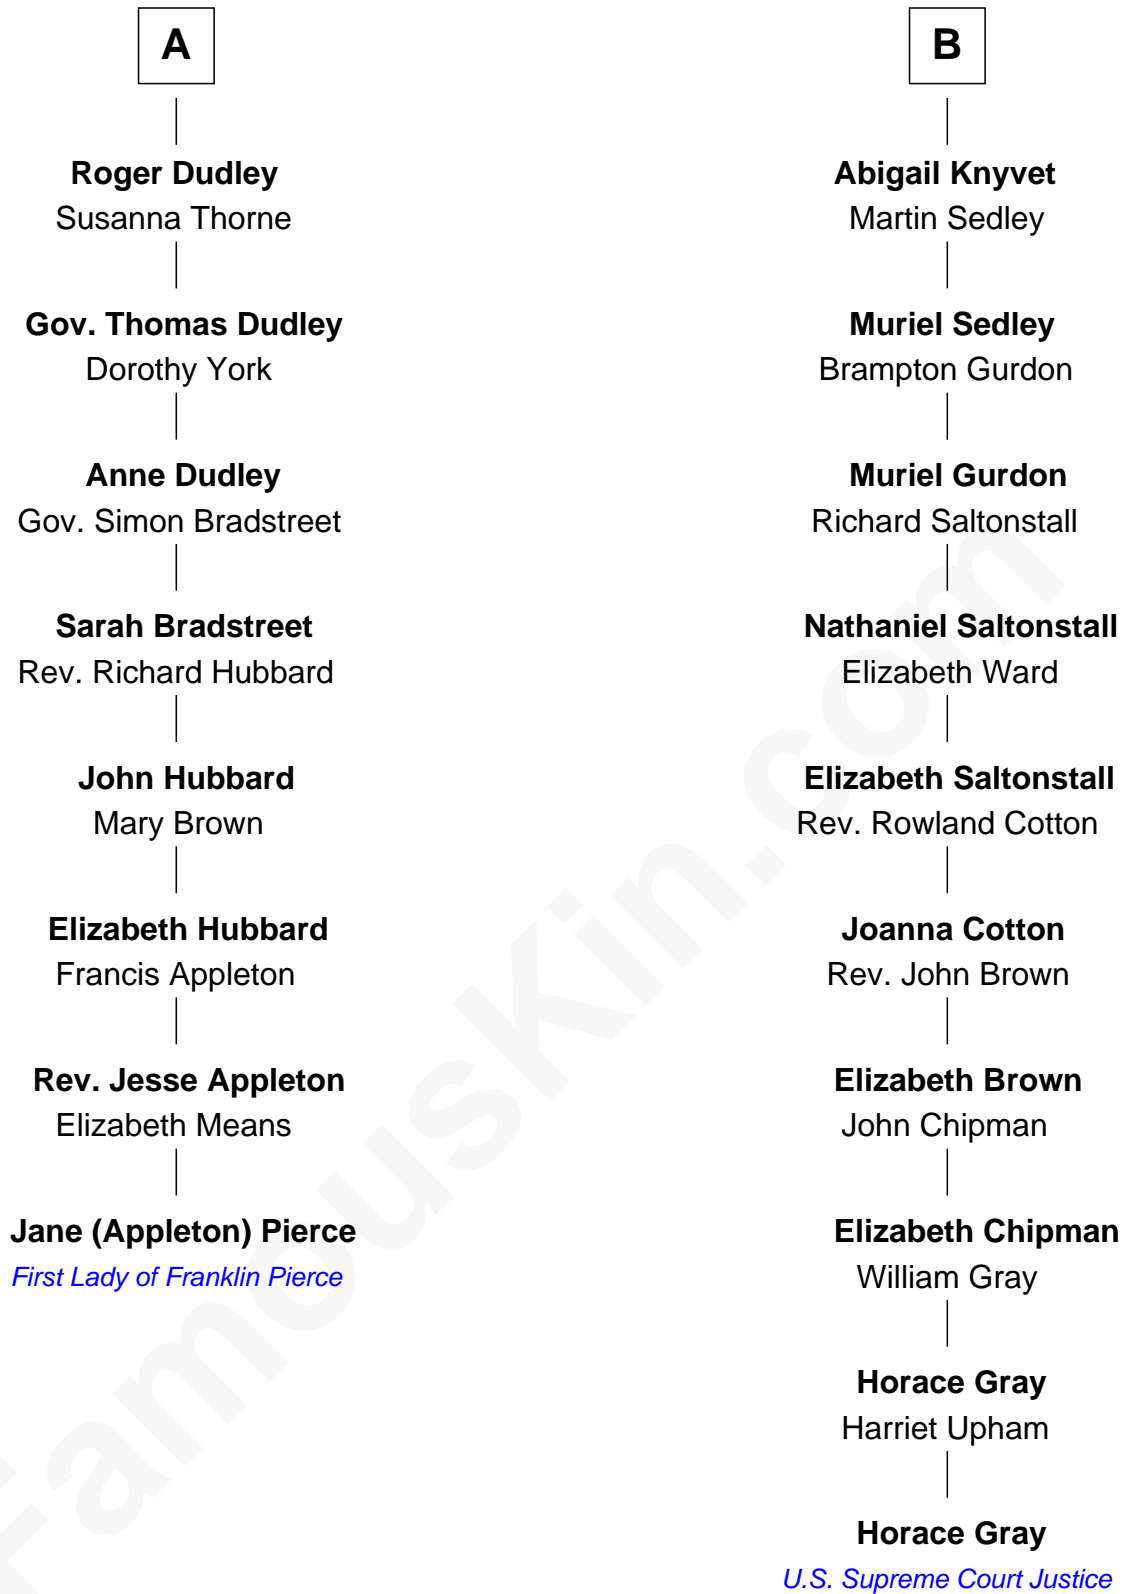 A
Roger Dudley
Susanna Thorne
Gov. Thomas Dudley
Dorothy York
Anne Dudley
Gov. Simon Bradstreet
Sarah Bradstreet
Rev. Richard Hubbard
John Hubbard
Mary Brown
Elizabeth Hubbard
Francis Appleton
Rev. Jesse Appleton
Elizabeth Means
Jane (Appleton) Pierce
First Lady of Franklin Pierce
B
Abigail Knyvet
Martin Sedley
Muriel Sedley
Brampton Gurdon
Muriel Gurdon
Richard Saltonstall
Nathaniel Saltonstall
Elizabeth Ward
Elizabeth Saltonstall
Rev. Rowland Cotton
Joanna Cotton
Rev. John Brown
Elizabeth Brown
John Chipman
Elizabeth Chipman
William Gray
Horace Gray
Harriet Upham
Horace Gray
U.S. Supreme Court Justice
FamousKin.com